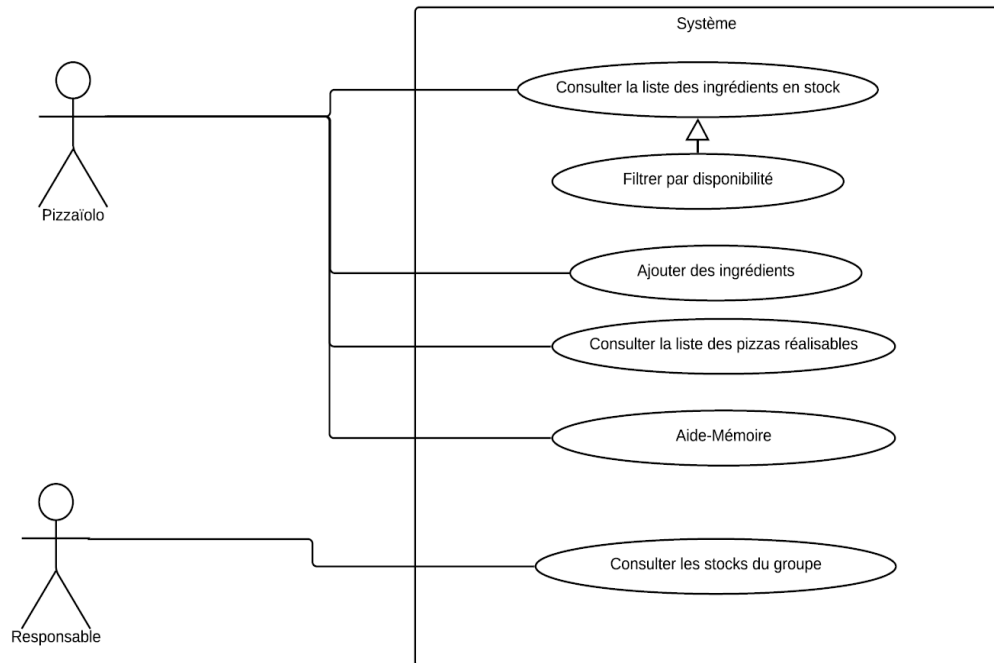 Système
Consulter la liste des ingrédients en stock
Filtrer par disponibilité
Pizzaïolo
Ajouter des ingrédients
Consulter la liste des pizzas réalisables
Aide-Mémoire
Consulter les stocks du groupe
Responsable